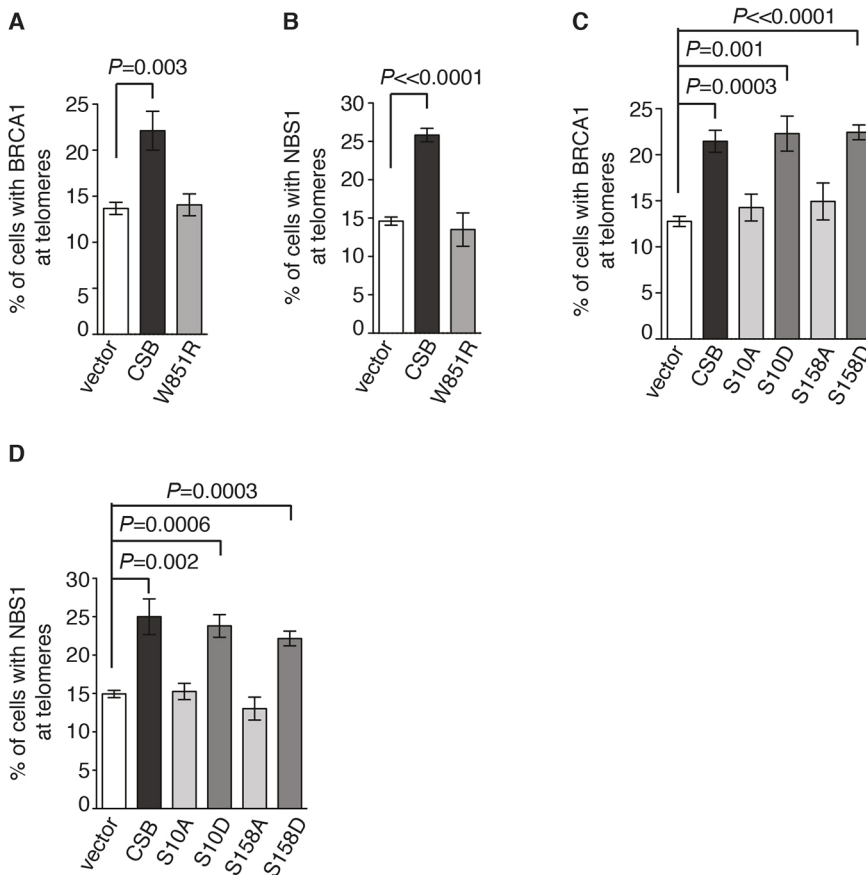 A
P=0.003
% of cells with BRCA1
at telomeres
25
20
15
10
5
0
vector
CSB
W851R
B
P<<0.0001
% of cells with NBS1
at telomeres
30
25
20
15
10
5
0
vector
CSB
W851R
C
P<<0.0001
P=0.001
P=0.0003
% of cells with BRCA1
at telomeres
25
20
15
10
5
0
vector
CSB
S10A
S10D
S158A
S158D
D
P=0.0003
P=0.0006
P=0.002
% of cells with NBS1
at telomeres
30
25
20
15
10
5
0
vector
CSB
S10A
S10D
S158A
S158D